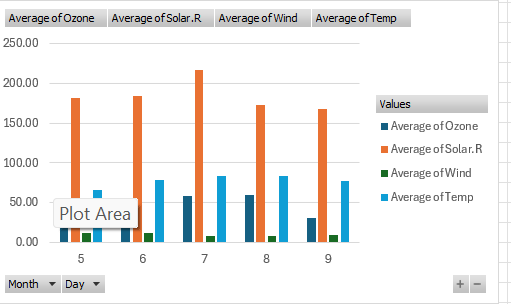 Average of Ozone Average of Solar.R Average of Wind Average of Temp
250.00
200.00
150.00
100.00
50.00
0.00
Plot Area
5 6 7 8 9
Values
Average of Ozone
Average of Solar.R
Average of Wind
Average of Temp
Month Day
+ -